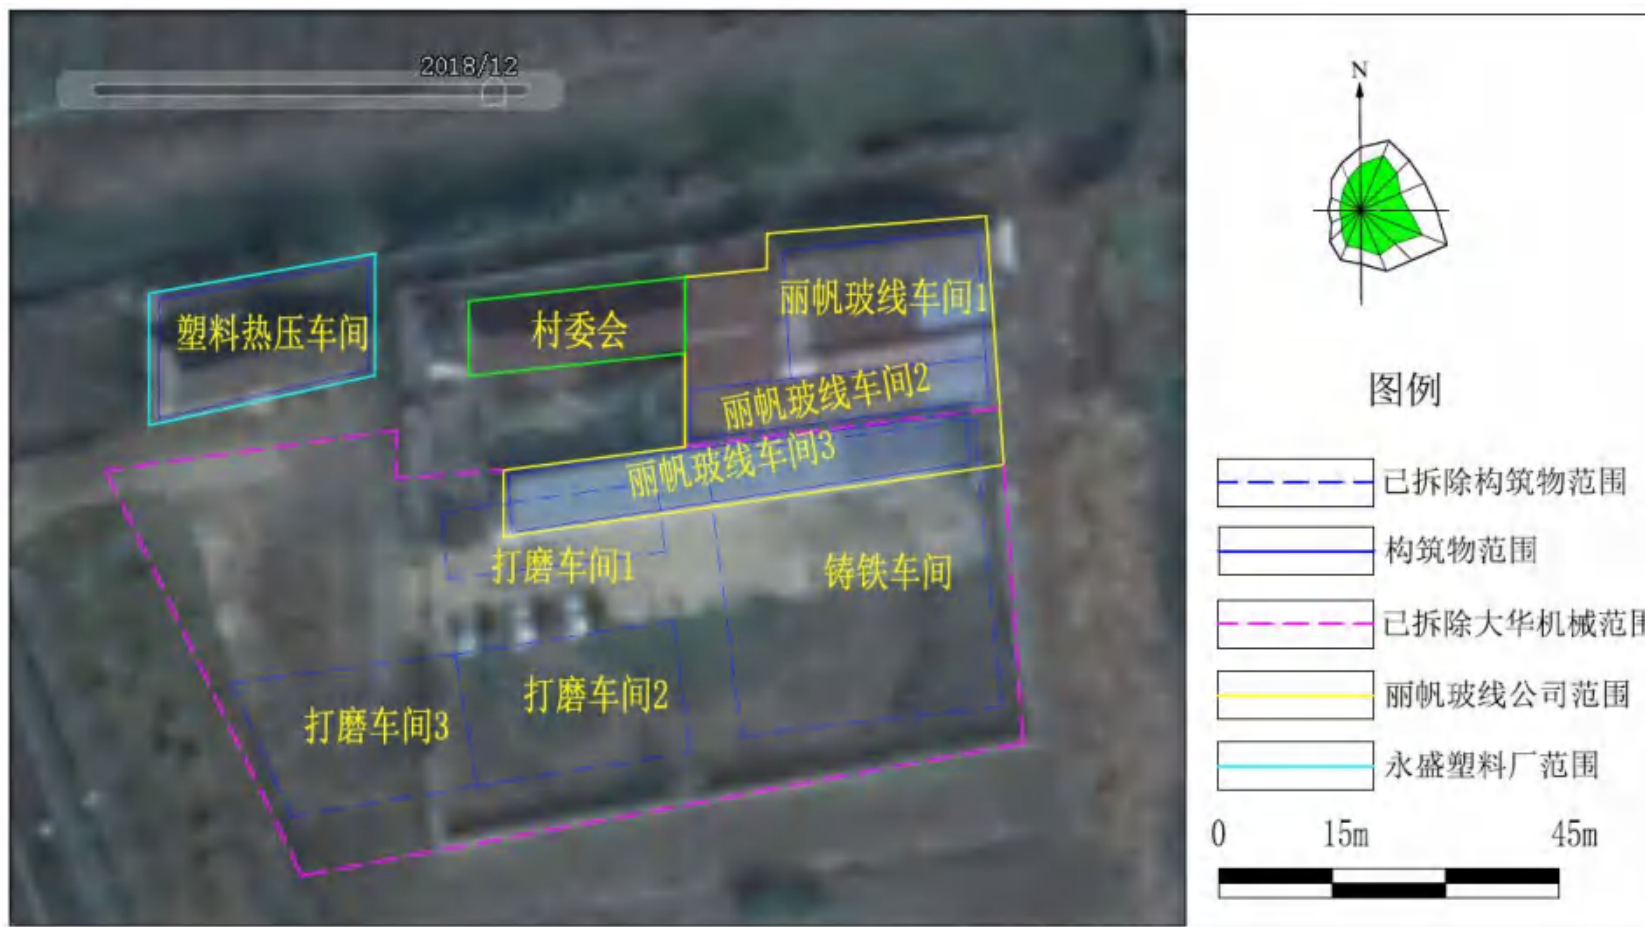 2018/12
N
丽帆玻线车间1
塑料热压车间
村委会
丽帆玻线车间2
丽帆玻线车间3
打磨车间1
铸铁车间
打磨车间2
打磨车间3
图例
已拆除构筑物范围
构筑物范围
已拆除大华机械范围
丽帆玻线公司范围
永盛塑料厂范围
0 15m 45m